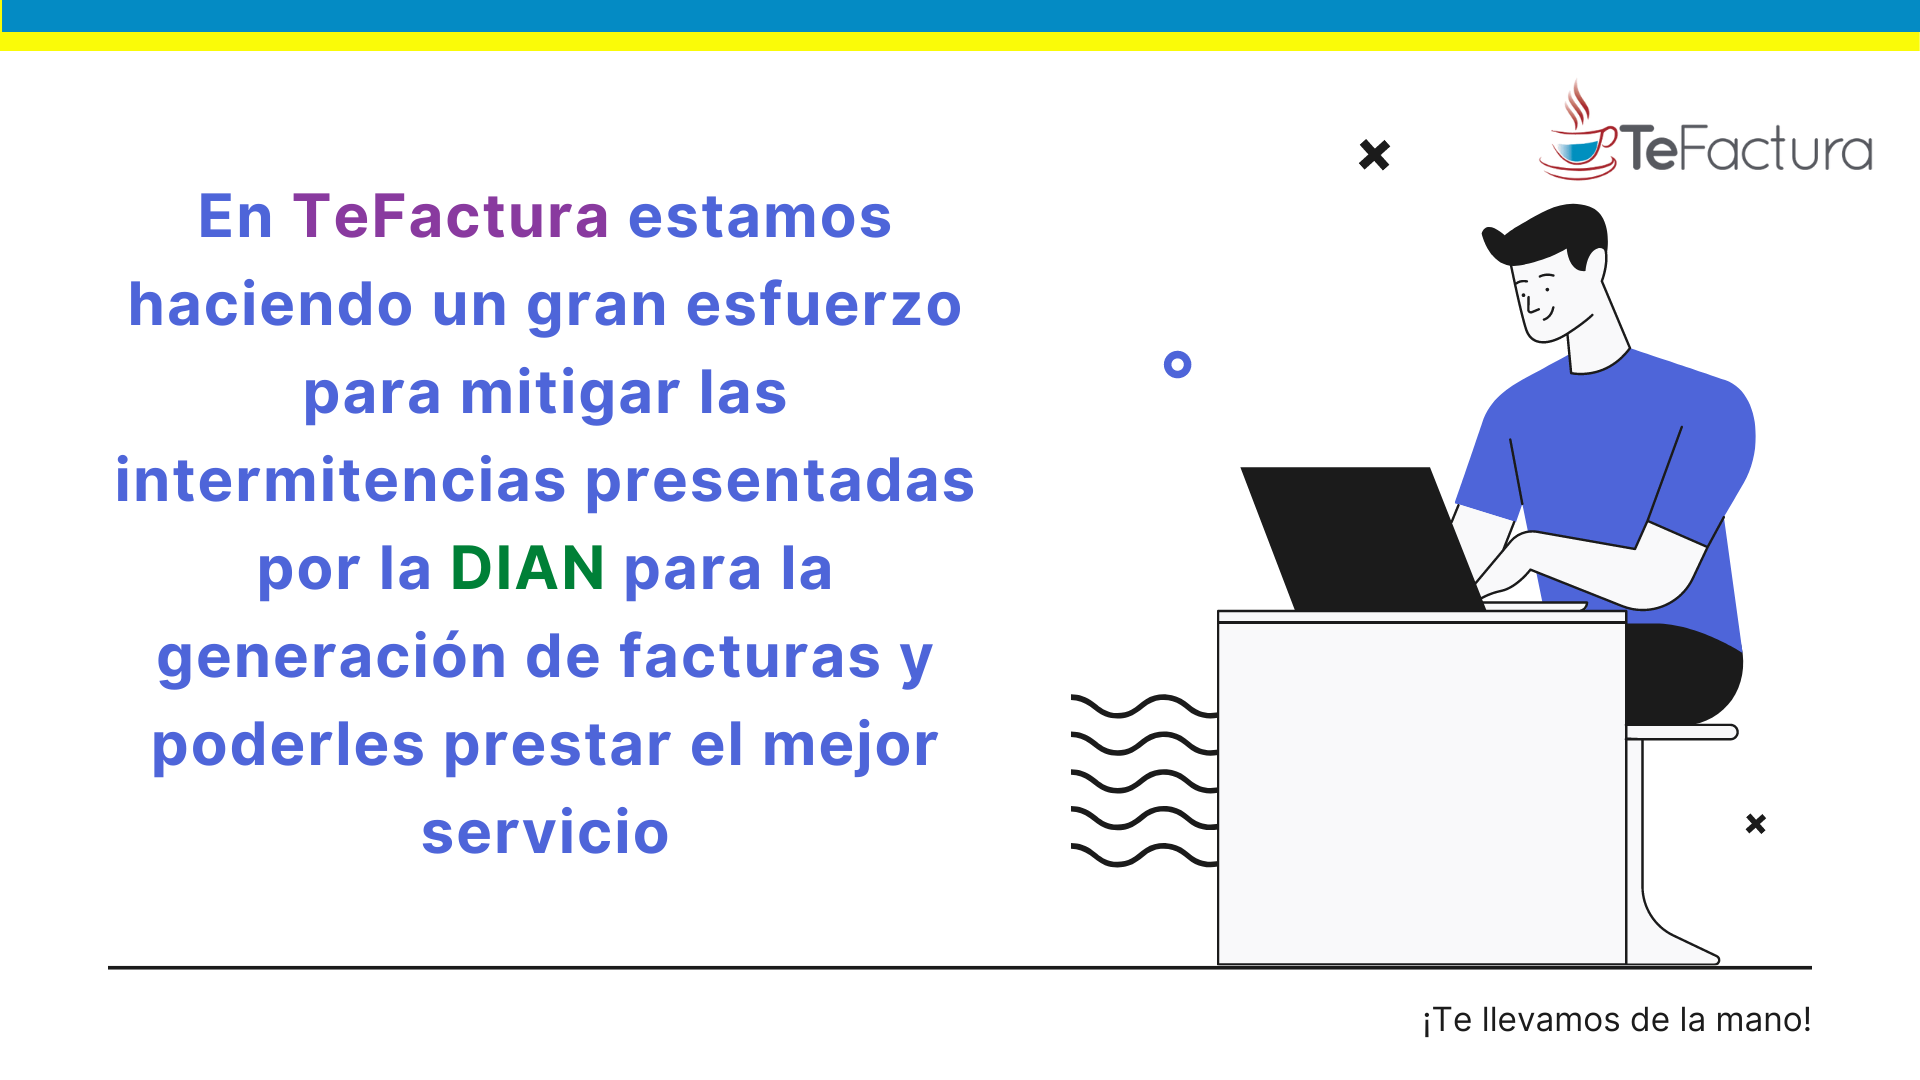 TeFactura
En TeFactura estamos
haciendo un gran esfuerzo
para mitigar las
intermitencias presentadas
por la DIAN para la
generación de facturas y
poderles prestar el mejor
servicio
¡Te llevamos de la mano!